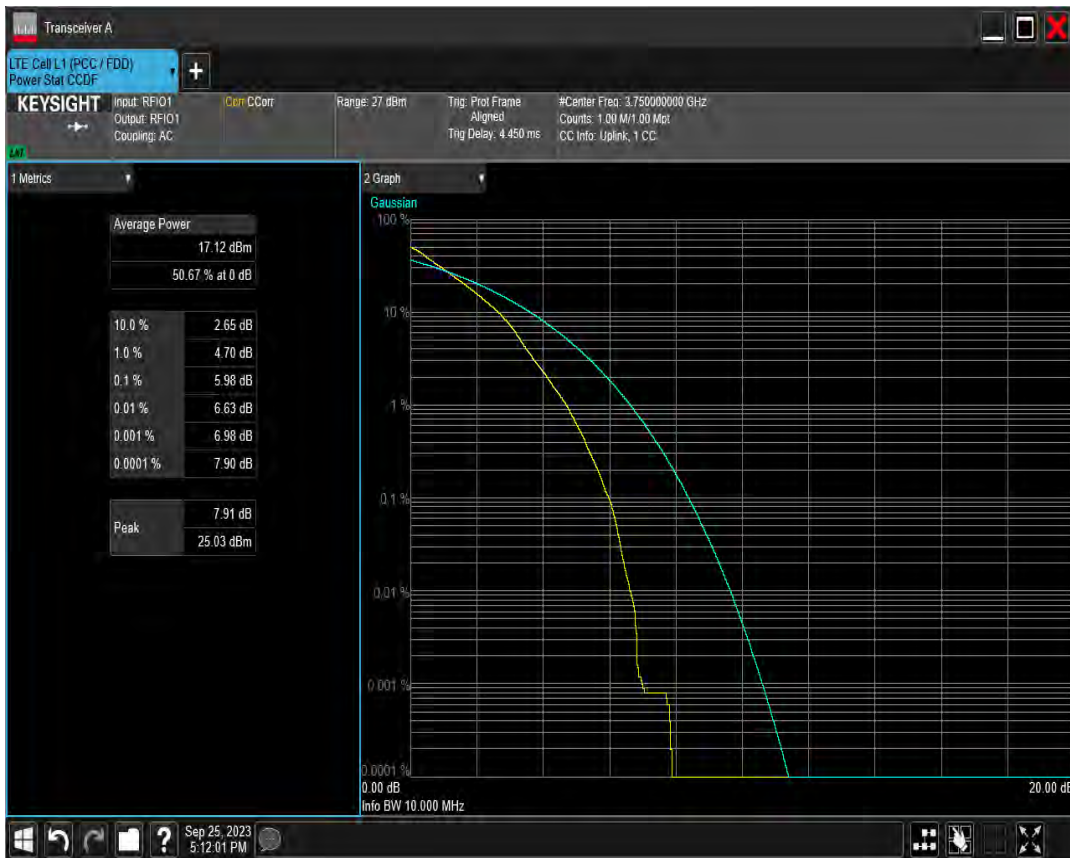 Transceiver A
LTE Cell L1 (PCC / FDD)
Power Stat CCDF
+
KEYSIGHT
Input: RFIO1
Output: RFIO1
Coupling: AC
Corr CCorr
Range: 27 dBm
Trig: Prot Frame
Aligned
Trig Delay: 4.450 ms
#Center Freq: 3.750000000 GHz
Counts: 1.00 M/1.00 Mpt
CC Info: Uplink, 1 CC
LXI
1 Metrics
Average Power
17.12 dBm
50.67 % at 0 dB
10.0 % 2.65 dB
1.0 % 4.70 dB
0.1 % 5.98 dB
0.01 % 6.63 dB
0.001 % 6.98 dB
0.0001 % 7.90 dB
Peak
7.91 dB
25.03 dBm
2 Graph
Gaussian
100 %
10 %
1 %
0.1 %
0.01 %
0.001 %
0.0001 %
0.00 dB
20.00 dB
Info BW 10.000 MHz
?
Sep 25, 2023
5:12:01 PM